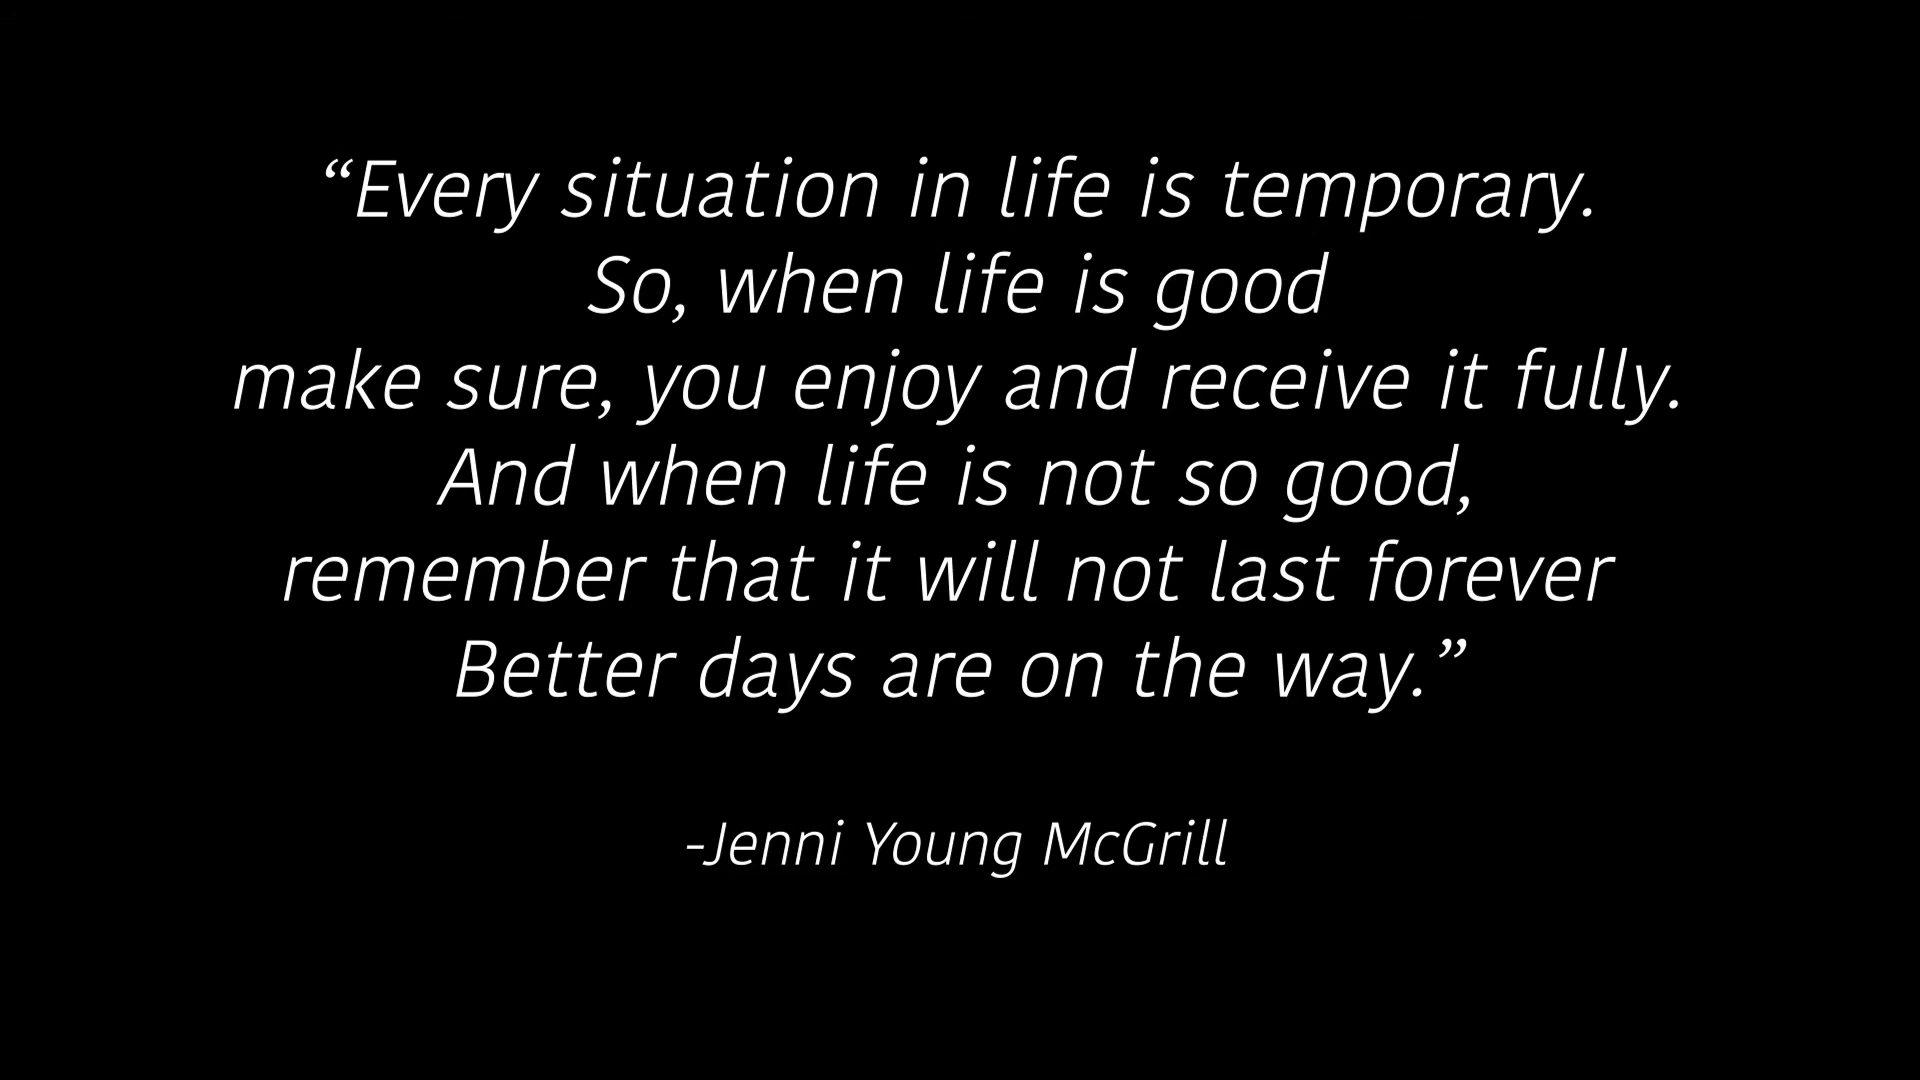 “Every situation in life is temporary.
So, when life is good
make sure, you enjoy and receive it fully.
And when life is not so good,
remember that it will not last forever
Better days are on the way.”
-Jenni Young McGrill